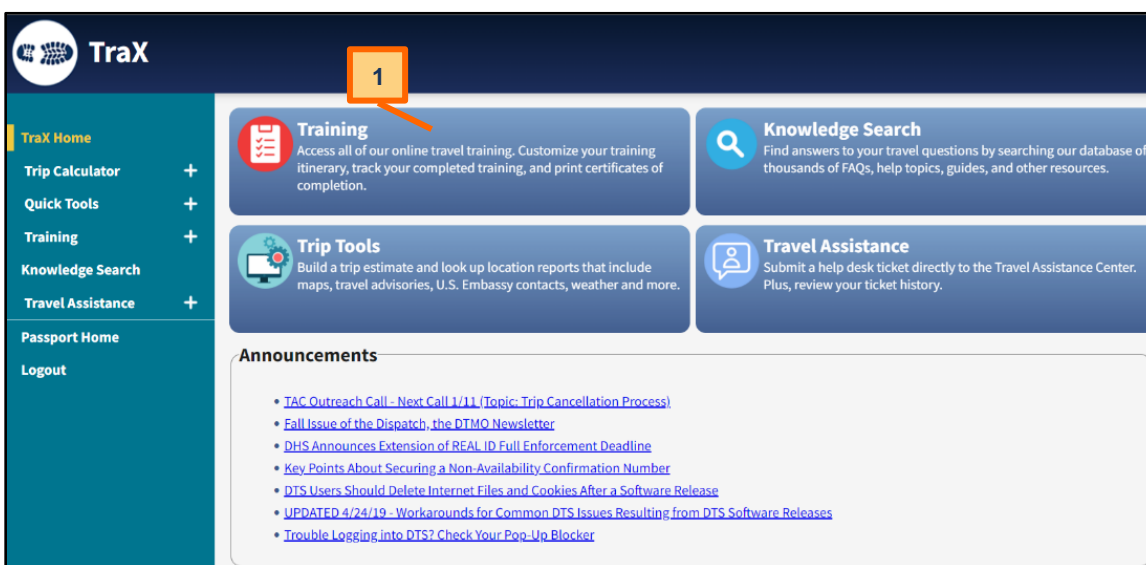 TraX
1
TraX Home
Trip Calculator +
Quick Tools +
Training +
Knowledge Search
Travel Assistance +
Passport Home
Logout
Training
Access all of our online travel training. Customize your training
itinerary, track your completed training, and print certificates of
completion.
Knowledge Search
Find answers to your travel questions by searching our database of
thousands of FAQs, help topics, guides, and other resources.
Trip Tools
Build a trip estimate and look up location reports that include
maps, travel advisories, U.S. Embassy contacts, weather and more.
Travel Assistance
Submit a help desk ticket directly to the Travel Assistance Center.
Plus, review your ticket history.
Announcements
• TAC Outreach Call - Next Call 1/11 (Topic: Trip Cancellation Process)
• Fall Issue of the Dispatch, the DTMO Newsletter
• DHS Announces Extension of REAL ID Full Enforcement Deadline
• Key Points About Securing a Non-Availability Confirmation Number
• DTS Users Should Delete Internet Files and Cookies After a Software Release
• UPDATED 4/24/19 - Workarounds for Common DTS Issues Resulting from DTS Software Releases
• Trouble Logging into DTS? Check Your Pop-Up Blocker